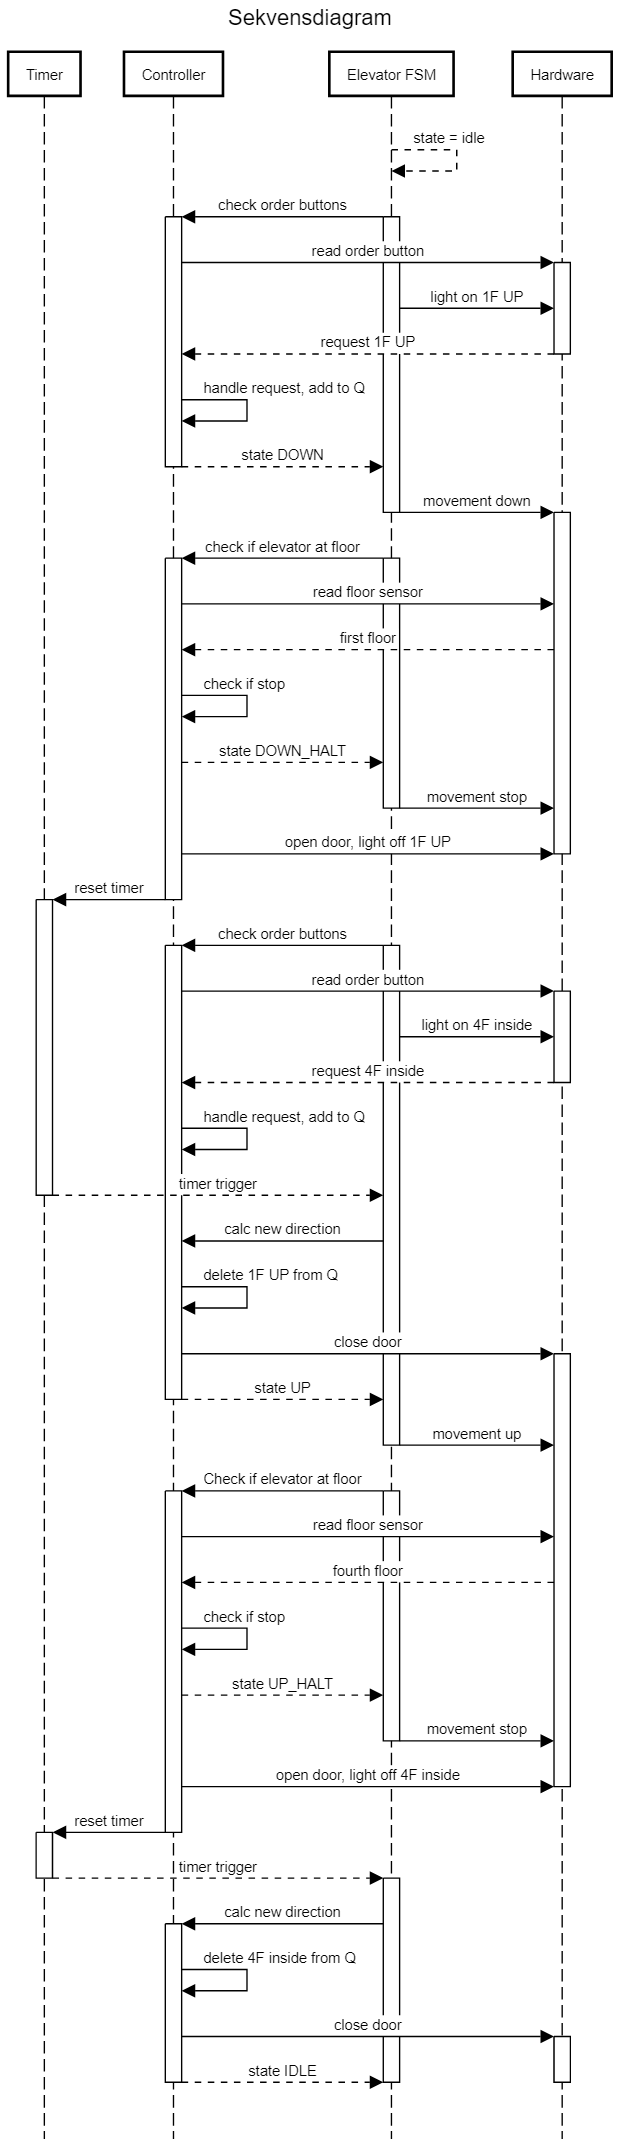 Sekvensdiagram
Timer
Controller
Elevator FSM
Hardware
state = idle
check order buttons
read order button
light on 1F UP
request 1F UP
handle request, add to Q
state DOWN
movement down
check if elevator at floor
read floor sensor
first floor
check if stop
state DOWN_HALT
movement stop
open door, light off 1F UP
reset timer
check order buttons
read order button
light on 4F inside
request 4F inside
handle request, add to Q
timer trigger
calc new direction
delete 1F UP from Q
close door
state UP
movement up
Check if elevator at floor
read floor sensor
fourth floor
check if stop
state UP_HALT
movement stop
open door, light off 4F inside
reset timer
timer trigger
calc new direction
delete 4F inside from Q
close door
state IDLE